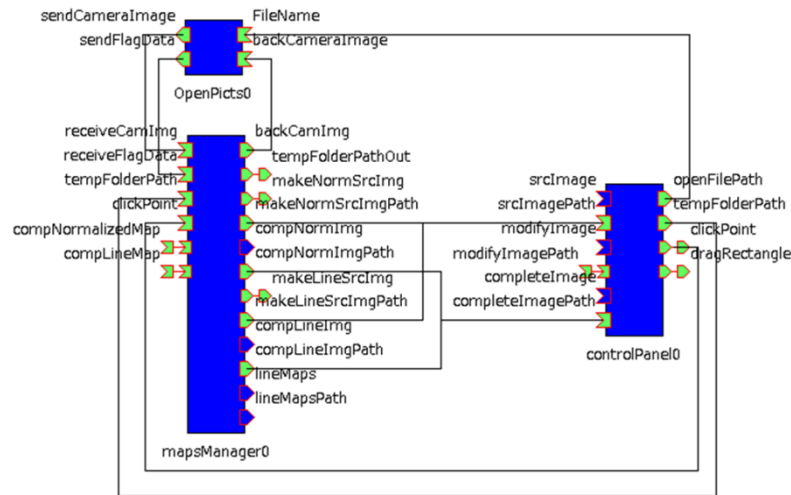 sendCameraImage
FileName
sendFlagData
backCameraImage
OpenPicts0
receiveCamImg
backCamImg
receiveFlagData
tempFolderPathOut
tempFolderPath
makeNormSrcImg
clickPoint
makeNormSrcImgPath
compNormalizedMap
compNormImg
compLineMap
compNormImgPath
makeLineSrcImg
makeLineSrcImgPath
compLineImg
compLineImgPath
lineMaps
lineMapsPath
mapsManager0
srcImage
openFilePath
srcImagePath
tempFolderPath
modifyImage
clickPoint
modifyImagePath
dragRectangle
completeImage
completeImagePath
controlPanel0